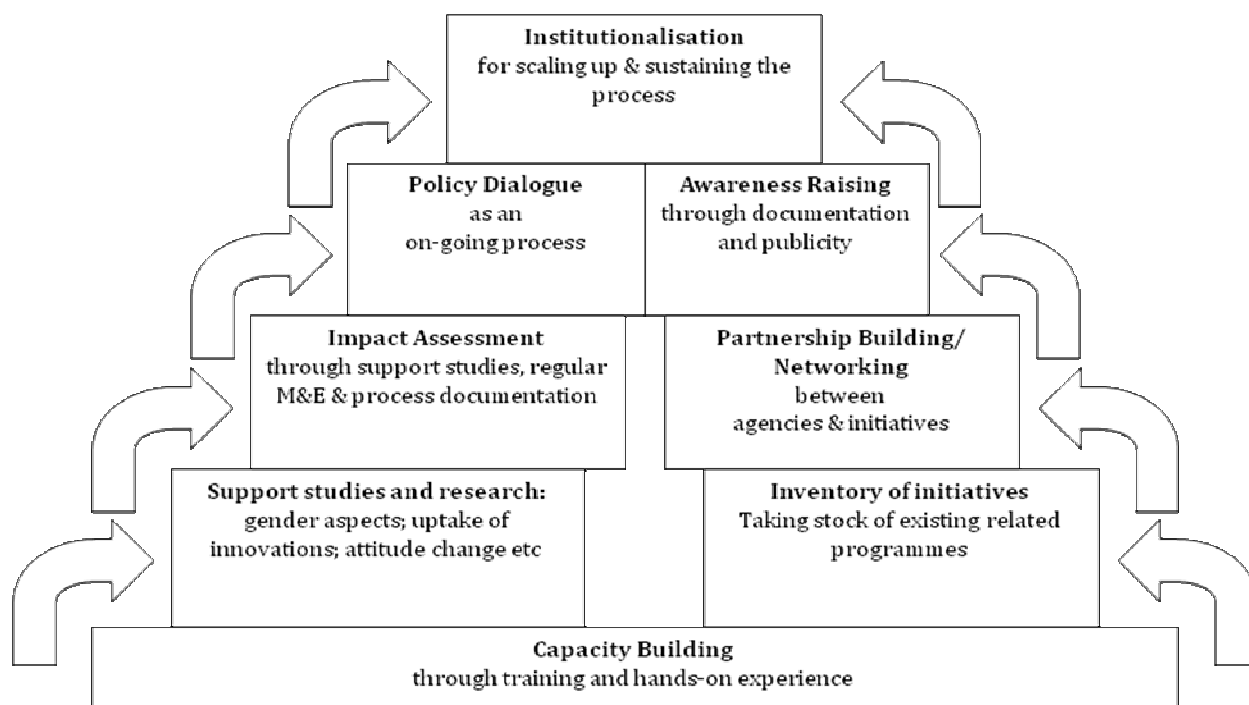 Institutionalisation
for scaling up & sustaining the
process
Policy Dialogue
as an
on-going process
Awareness Raising
through documentation
and publicity
Impact Assessment
through support studies, regular
M&E & process documentation
Partnership Building/
Networking
between
agencies & initiatives
Support studies and research:
gender aspects; uptake of
innovations; attitude change etc
Inventory of initiatives
Taking stock of existing related
programmes
Capacity Building
through training and hands-on experience